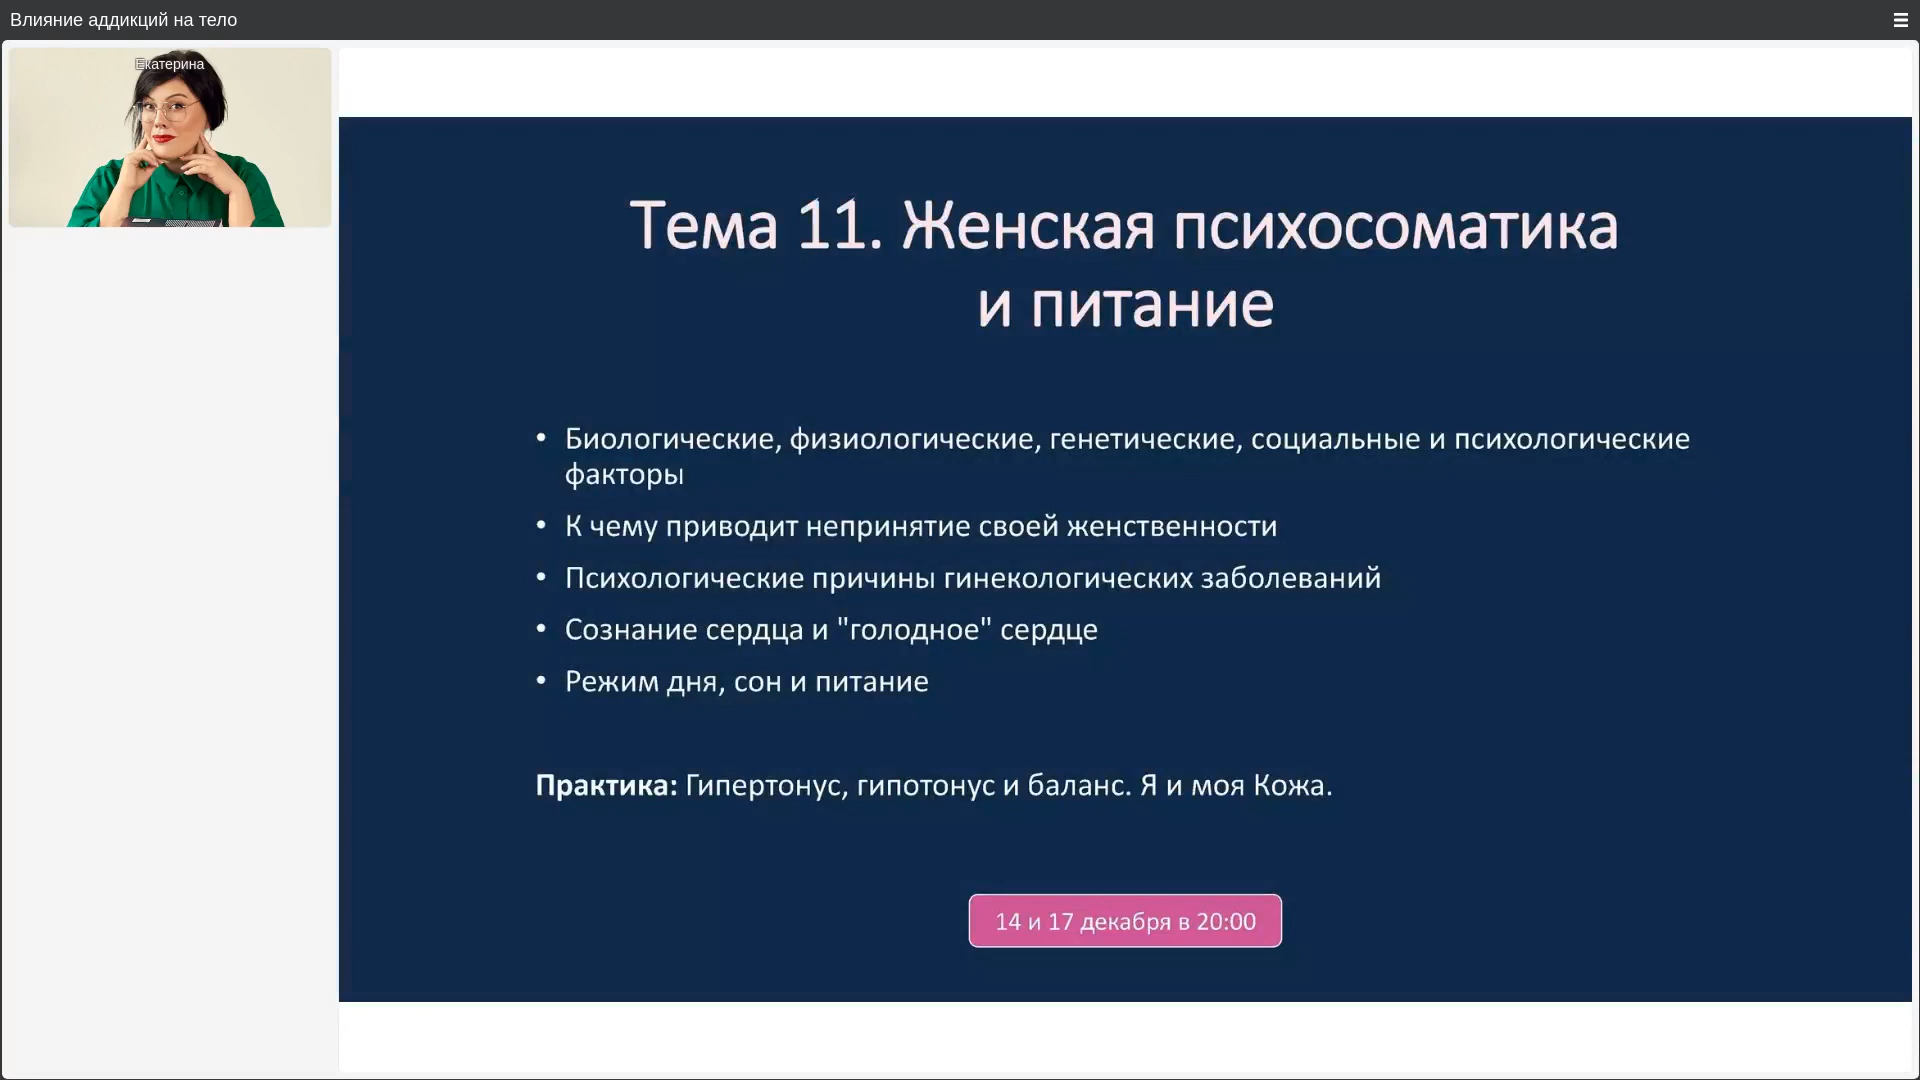 Влияние аддикций на тело
Екатерина
Тема 11. Женская психосоматика
и питание
• Биологические, физиологические, генетические, социальные и психологические
факторы
• К чему приводит непринятие своей женственности
• Психологические причины гинекологических заболеваний
• Сознание сердца и "голодное" сердце
• Режим дня, сон и питание
Практика: Гипертонус, гипотонус и баланс. Я и моя Кожа.
14 и 17 декабря в 20:00